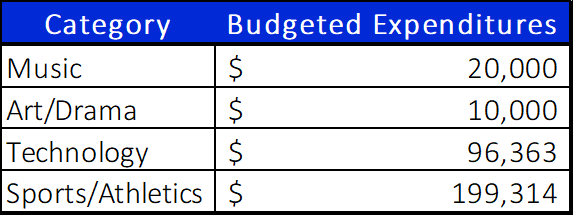 Category Budgeted Expenditures
Music $ 20,000
Art/Drama $ 10,000
Technology $ 96,363
Sports/Athletics $ 199,314